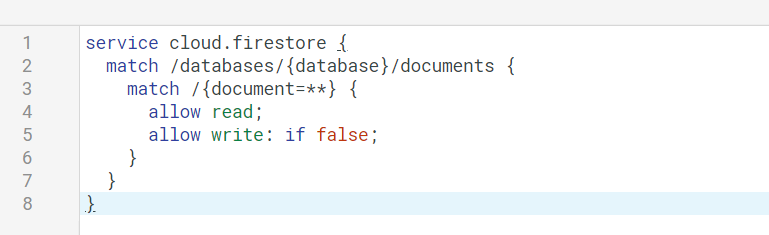 1 service cloud.firestore {
2 match /databases/{database}/documents {
3 match /{document=**} {
4 allow read;
5 allow write: if false;
6 }
7 }
8 }